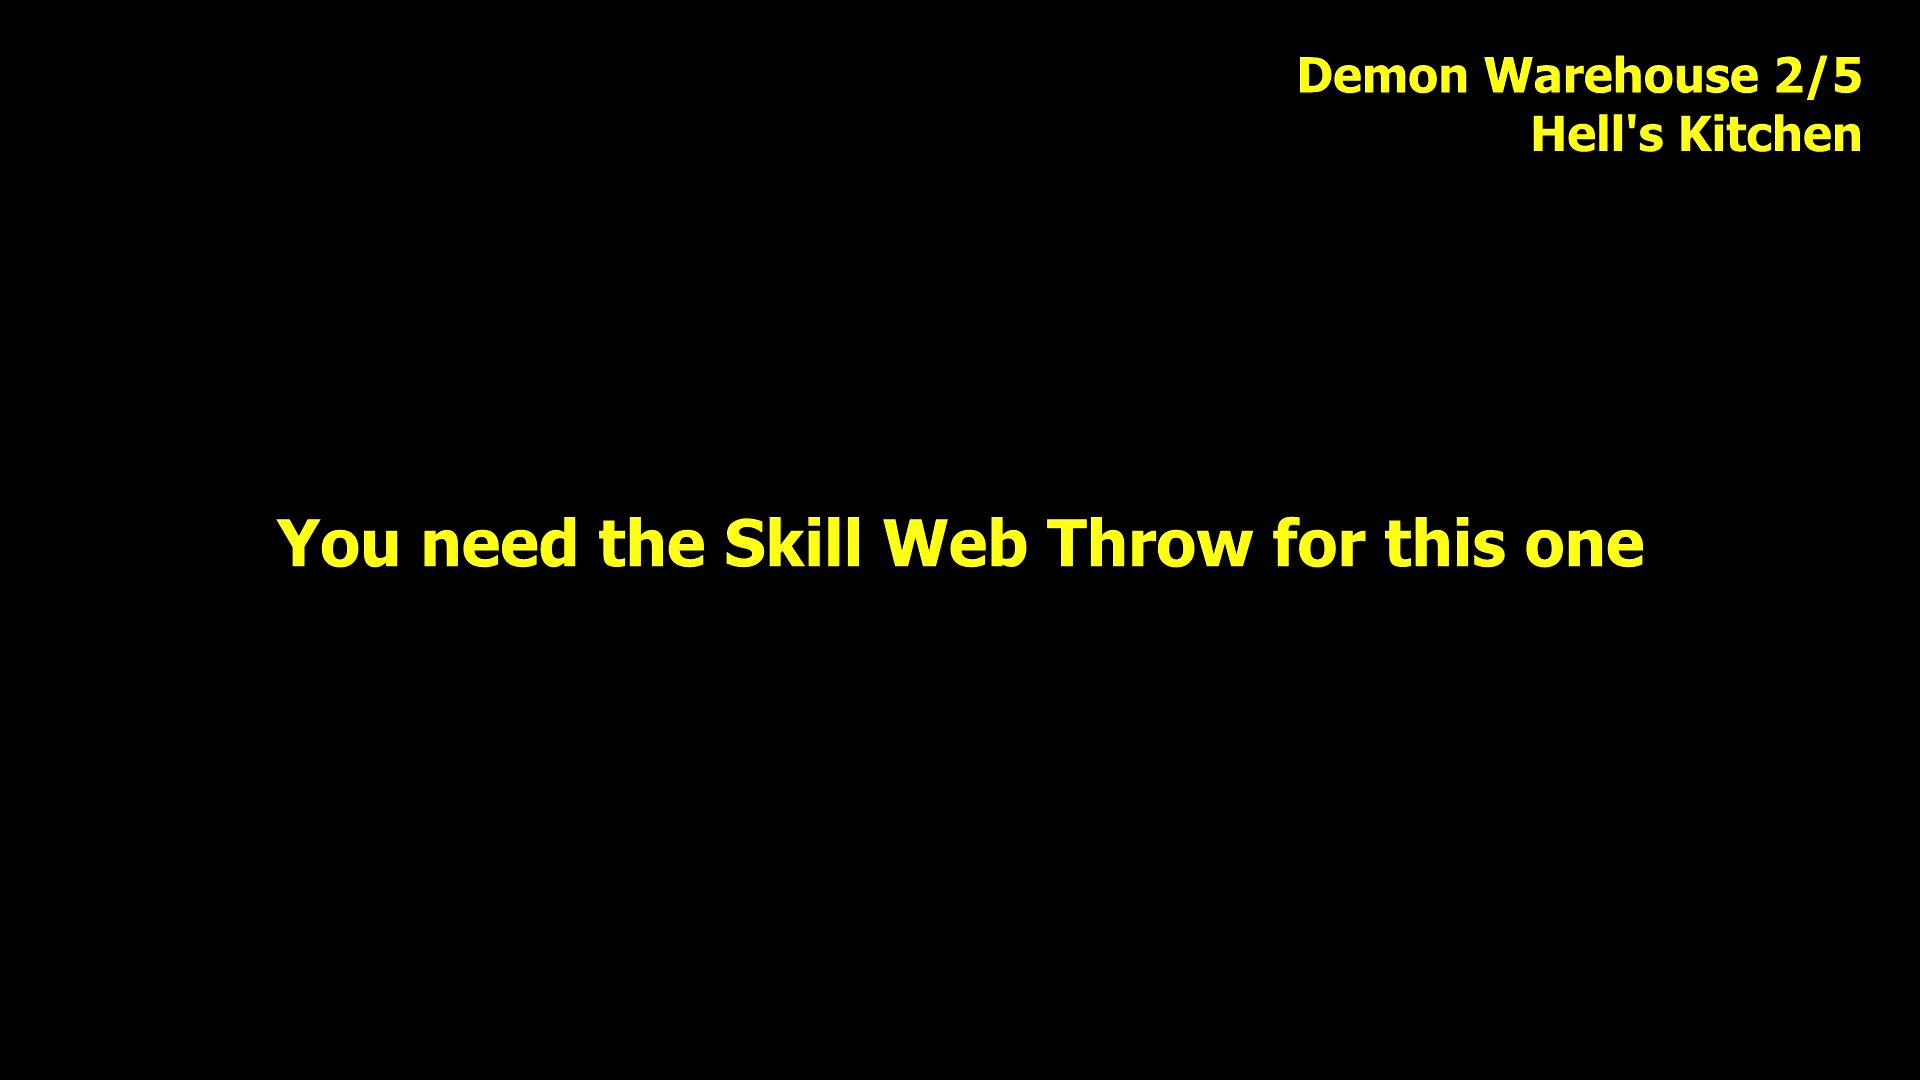 Demon Warehouse 2/5
Hell's Kitchen
You need the Skill Web Throw for this one